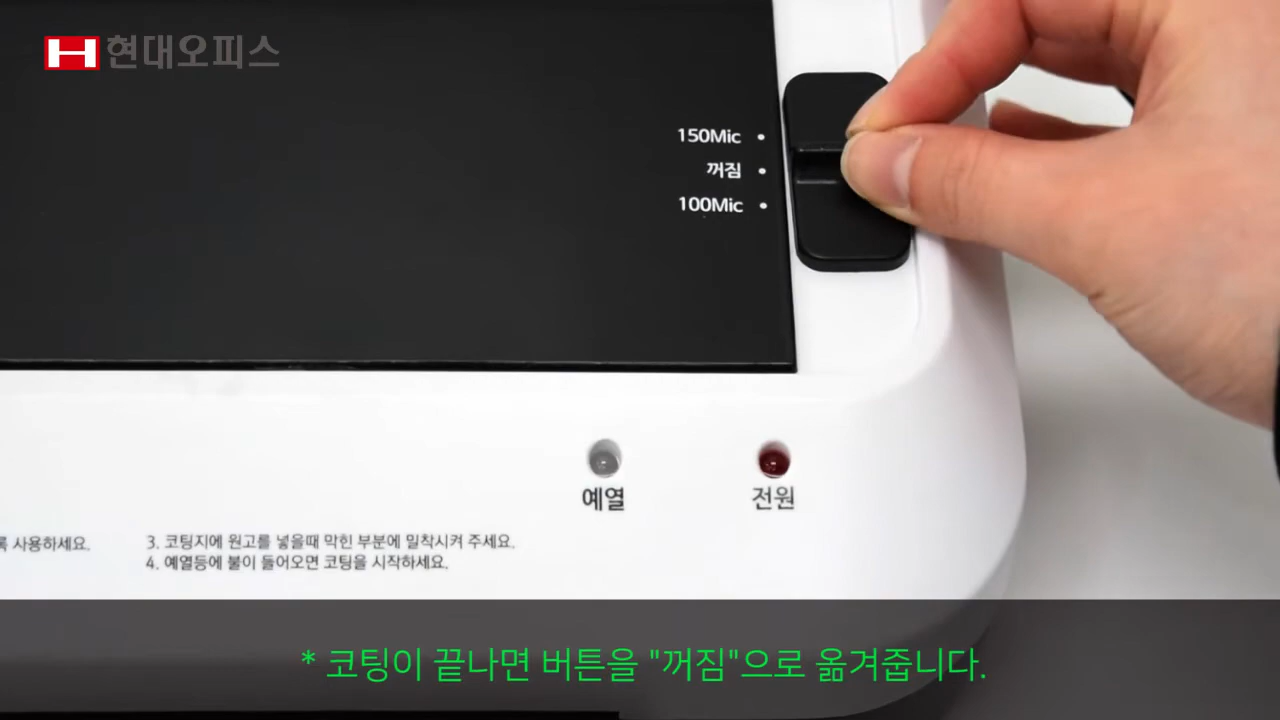 현대오피스
150Mic
꺼짐
100Mic
예열
전원
사용하세요.
3. 코팅지에 원고를 넣을때 막힌 부분에 밀착시켜 주세요.
4. 예열등에 불이 들어오면 코팅을 시작하세요.
* 코팅이 끝나면 버튼을 "꺼짐"으로 옮겨줍니다.